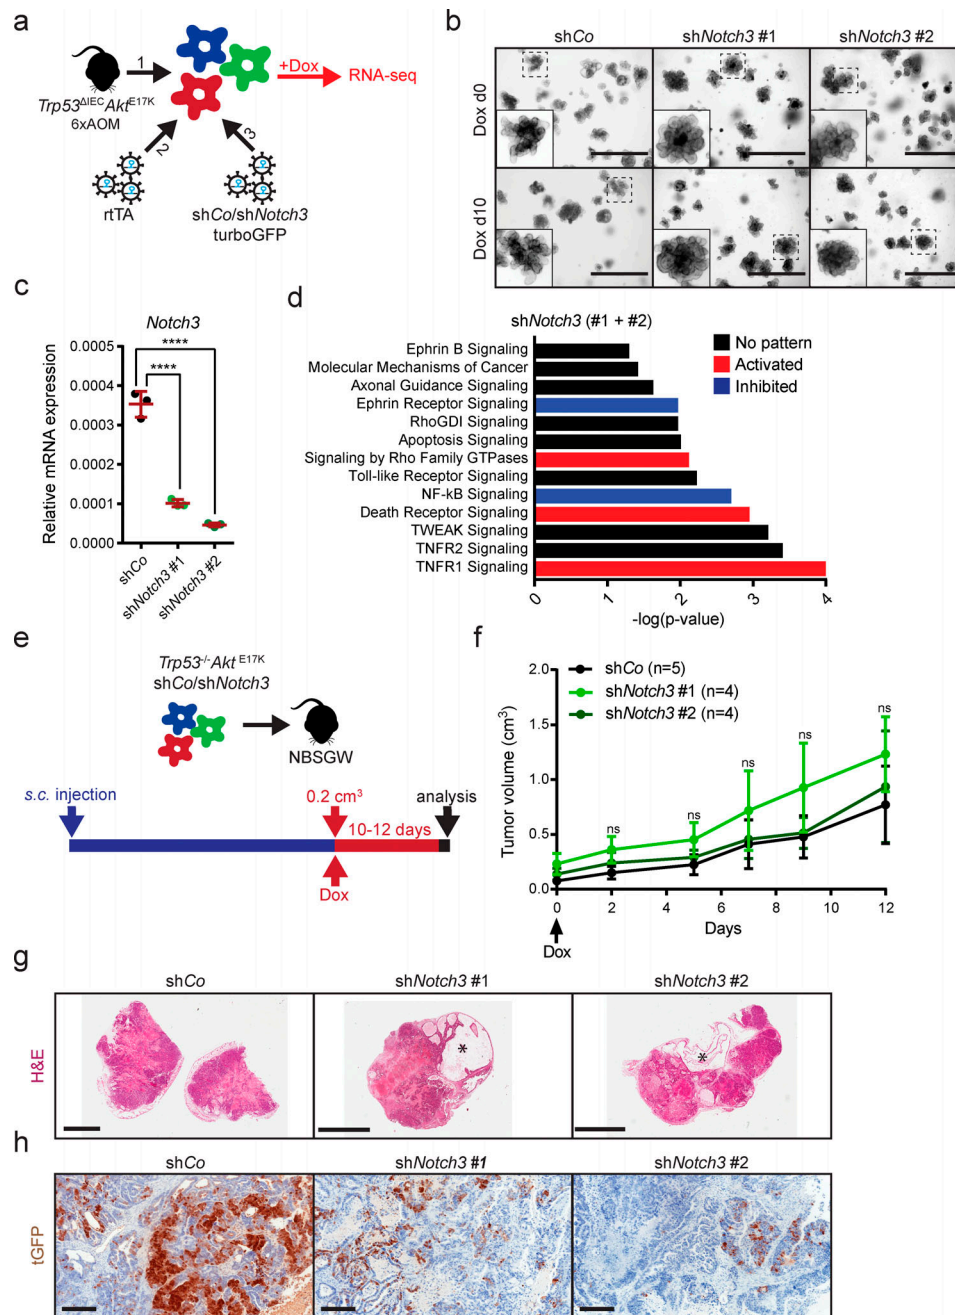 a
1
+Dox
RNA-seq
Trp53ΔIECAktE17K
6xAOM
2
3
rtTA
shCo/shNotch3
turboGFP
b
shCo
shNotch3 #1
shNotch3 #2
Dox d0
Dox d10
c
Notch3
Relative mRNA expression
0.0005
0.0004
0.0003
0.0001
0.0000
****
****
shCo
shNotch3 #1
shNotch3 #2
d
shNotch3 (#1 + #2)
No pattern
Activated
Inhibited
Ephrin B Signaling
Molecular Mechanisms of Cancer
Axonal Guidance Signaling
Ephrin Receptor Signaling
RhoGDI Signaling
Apoptosis Signaling
Signaling by Rho Family GTPases
Toll-like Receptor Signaling
NF-kB Signaling
Death Receptor Signaling
TWEAK Signaling
TNFR2 Signaling
TNFR1 Signaling
0 1 2 3 4
-log(p-value)
e
Trp53-/-Akt E17K
shCo/shNotch3
NBSGW
s.c. injection
0.2 cm3
analysis
10-12 days
Dox
f
shCo (n=5)
shNotch3 #1 (n=4)
shNotch3 #2 (n=4)
Tumor volume (cm3)
2.0
1.5
1.0
0.5
0.0
ns
ns
ns
ns
ns
0 2 4 6 8 10 12
Days
Dox
g
shCo
shNotch3 #1
shNotch3 #2
H&E
*
*
h
shCo
shNotch3 #1
shNotch3 #2
tGFP